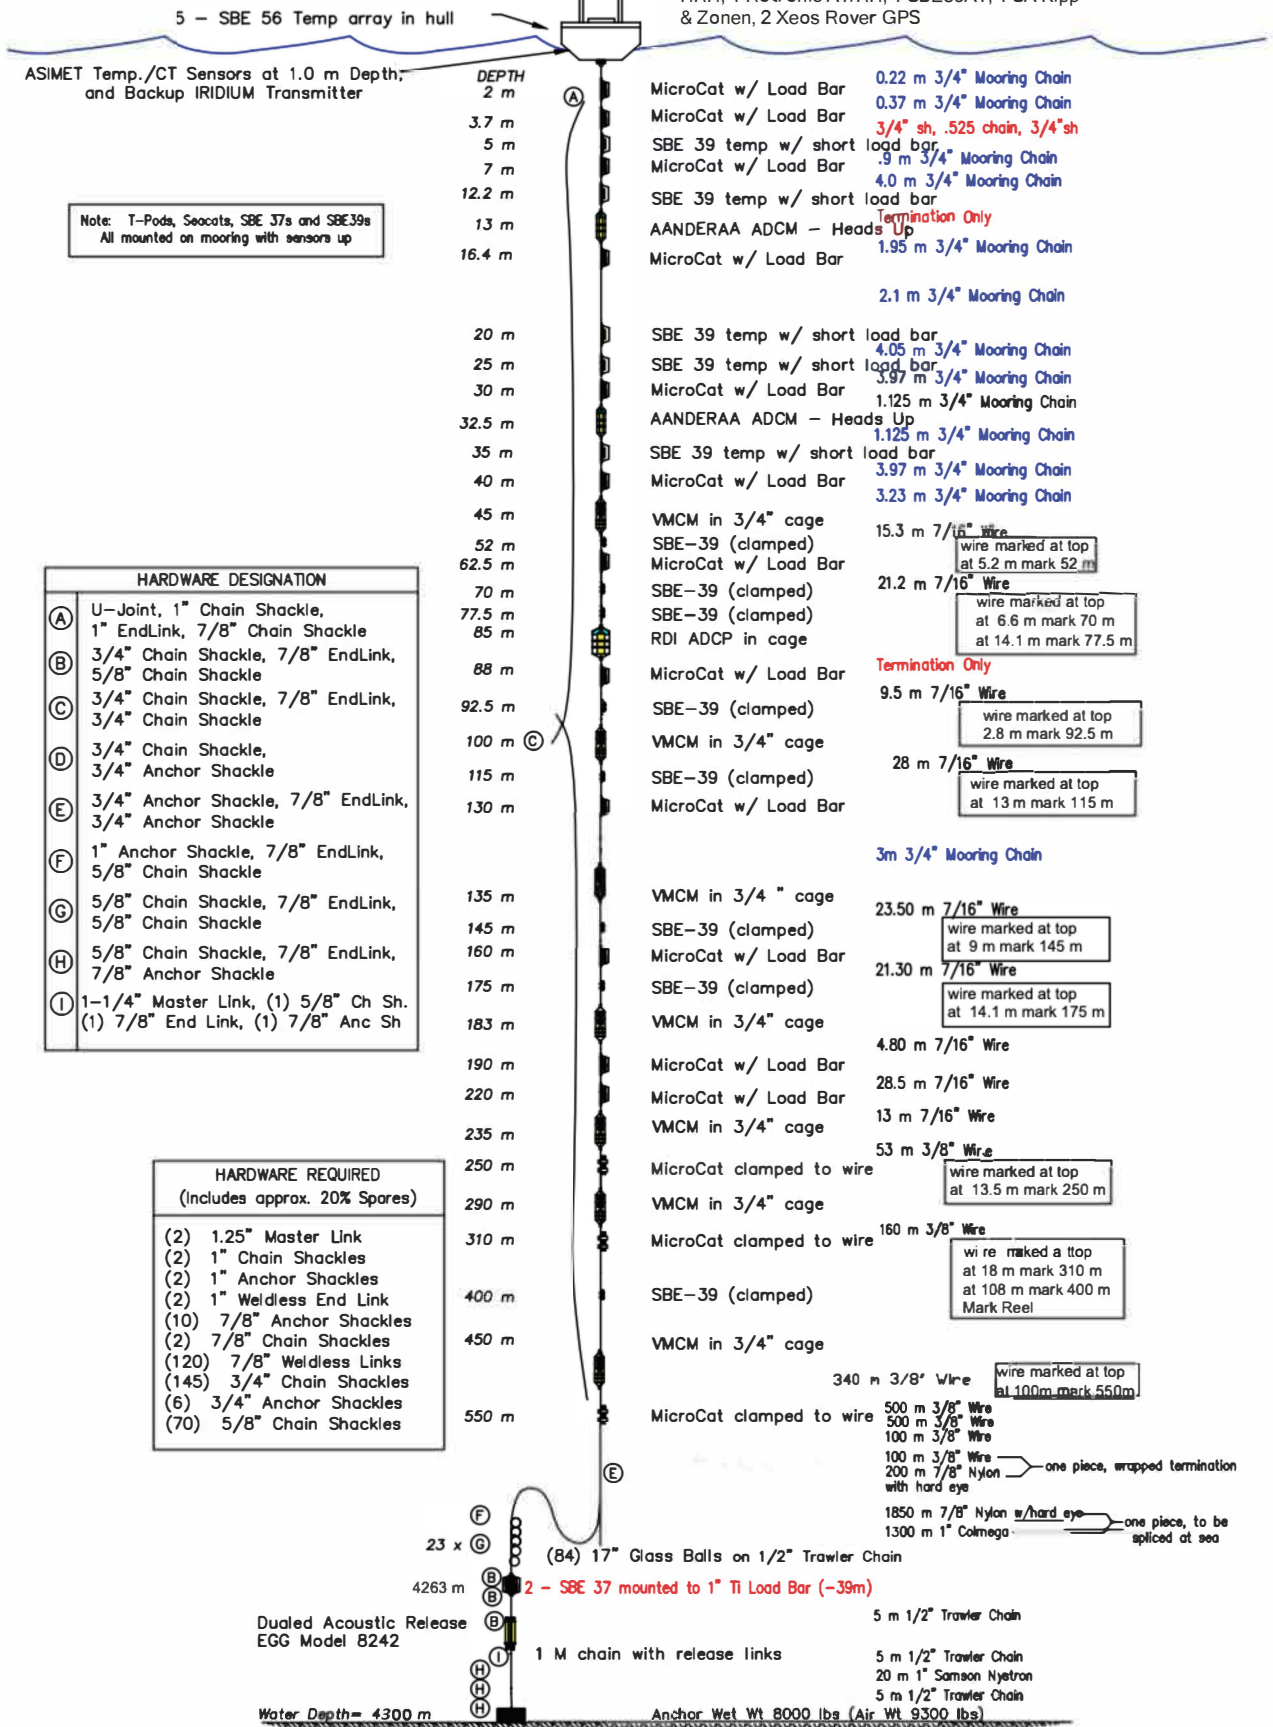 & Zonen, 2 Xeos Rover GPS
5 - SBE 56 Temp array in hull
ASIMET Temp./CT Sensors at 1.0 m Depth,
and Backup IRIDIUM Transmitter
Note: T-Pods, Seacats, SBE 37s and SBE39s
All mounted on mooring with sensors up
DEPTH
2 m
A
MicroCat w/ Load Bar
0.22 m 3/4" Mooring Chain
0.37 m 3/4" Mooring Chain
3.7 m
MicroCat w/ Load Bar
3/4" sh, .525 chain, 3/4"sh
5 m
SBE 39 temp w/ short load bar
.9 m 3/4" Mooring Chain
7 m
MicroCat w/ Load Bar
4.0 m 3/4" Mooring Chain
12.2 m
SBE 39 temp w/ short load bar
Termination Only
13 m
AANDERAA ADCM - Heads Up
1.95 m 3/4" Mooring Chain
16.4 m
MicroCat w/ Load Bar
2.1 m 3/4" Mooring Chain
20 m
SBE 39 temp w/ short load bar
4.05 m 3/4" Mooring Chain
25 m
SBE 39 temp w/ short load bar
3.97 m 3/4" Mooring Chain
30 m
MicroCat w/ Load Bar
1.125 m 3/4" Mooring Chain
32.5 m
AANDERAA ADCM - Heads Up
1.125 m 3/4" Mooring Chain
35 m
SBE 39 temp w/ short load bar
3.97 m 3/4" Mooring Chain
40 m
MicroCat w/ Load Bar
3.23 m 3/4" Mooring Chain
45 m
VMCM in 3/4" cage
15.3 m 7/16" Wire
52 m
SBE-39 (clamped)
wire marked at top
at 5.2 m mark 52 m
62.5 m
MicroCat w/ Load Bar
21.2 m 7/16" Wire
70 m
SBE-39 (clamped)
wire marked at top
at 6.6 m mark 70 m
at 14.1 m mark 77.5 m
77.5 m
SBE-39 (clamped)
85 m
RDI ADCP in cage
Termination Only
88 m
MicroCat w/ Load Bar
9.5 m 7/16" Wire
92.5 m
SBE-39 (clamped)
wire marked at top
2.8 m mark 92.5 m
100 m
C
VMCM in 3/4" cage
28 m 7/16" Wire
115 m
SBE-39 (clamped)
wire marked at top
at 13 m mark 115 m
130 m
MicroCat w/ Load Bar
3m 3/4" Mooring Chain
135 m
VMCM in 3/4 " cage
23.50 m 7/16" Wire
145 m
SBE-39 (clamped)
wire marked at top
at 9 m mark 145 m
160 m
MicroCat w/ Load Bar
21.30 m 7/16" Wire
175 m
SBE-39 (clamped)
wire marked at top
at 14.1 m mark 175 m
183 m
VMCM in 3/4" cage
4.80 m 7/16" Wire
190 m
MicroCat w/ Load Bar
28.5 m 7/16" Wire
220 m
MicroCat w/ Load Bar
13 m 7/16" Wire
235 m
VMCM in 3/4" cage
53 m 3/8" Wire
250 m
MicroCat clamped to wire
wire marked at top
at 13.5 m mark 250 m
290 m
VMCM in 3/4" cage
160 m 3/8" Wire
310 m
MicroCat clamped to wire
wi re maked a ttop
at 18 m mark 310 m
at 108 m mark 400 m
Mark Reel
400 m
SBE-39 (clamped)
450 m
VMCM in 3/4" cage
340 m 3/8" Wire
wire marked at top
at 100m mark 550m
550 m
MicroCat clamped to wire
500 m 3/8" Wire
500 m 3/8" Wire
100 m 3/8" Wire
100 m 3/8" Wire
200 m 7/8" Nylon
with hard eye
one piece, wrapped termination
E
1850 m 7/8" Nylon w/hard eye
1300 m 1" Colmega
one piece, to be
spliced at sea
F
23 x G
(84) 17" Glass Balls on 1/2" Trawler Chain
4263 m
B
B
2 - SBE 37 mounted to 1" Ti Load Bar (-39m)
5 m 1/2" Trawler Chain
Dualed Acoustic Release
EGG Model 8242
B
I
1 M chain with release links
5 m 1/2" Trawler Chain
20 m 1" Samson Nystron
5 m 1/2" Trawler Chain
H
H
H
Water Depth= 4300 m
Anchor Wet Wt 8000 lbs (Air Wt 9300 lbs)
HARDWARE DESIGNATION
A
U-Joint, 1" Chain Shackle,
1" EndLink, 7/8" Chain Shackle
B
3/4" Chain Shackle, 7/8" EndLink,
5/8" Chain Shackle
C
3/4" Chain Shackle, 7/8" EndLink,
3/4" Chain Shackle
D
3/4" Chain Shackle,
3/4" Anchor Shackle
E
3/4" Anchor Shackle, 7/8" EndLink,
3/4" Anchor Shackle
F
1" Anchor Shackle, 7/8" EndLink,
5/8" Chain Shackle
G
5/8" Chain Shackle, 7/8" EndLink,
5/8" Chain Shackle
H
5/8" Chain Shackle, 7/8" EndLink,
7/8" Anchor Shackle
I
1-1/4" Master Link, (1) 5/8" Ch Sh.
(1) 7/8" End Link, (1) 7/8" Anc Sh
HARDWARE REQUIRED
(Includes approx. 20% Spares)
(2) 1.25" Master Link
(2) 1" Chain Shackles
(2) 1" Anchor Shackles
(2) 1" Weldless End Link
(10) 7/8" Anchor Shackles
(2) 7/8" Chain Shackles
(120) 7/8" Weldless Links
(145) 3/4" Chain Shackles
(6) 3/4" Anchor Shackles
(70) 5/8" Chain Shackles